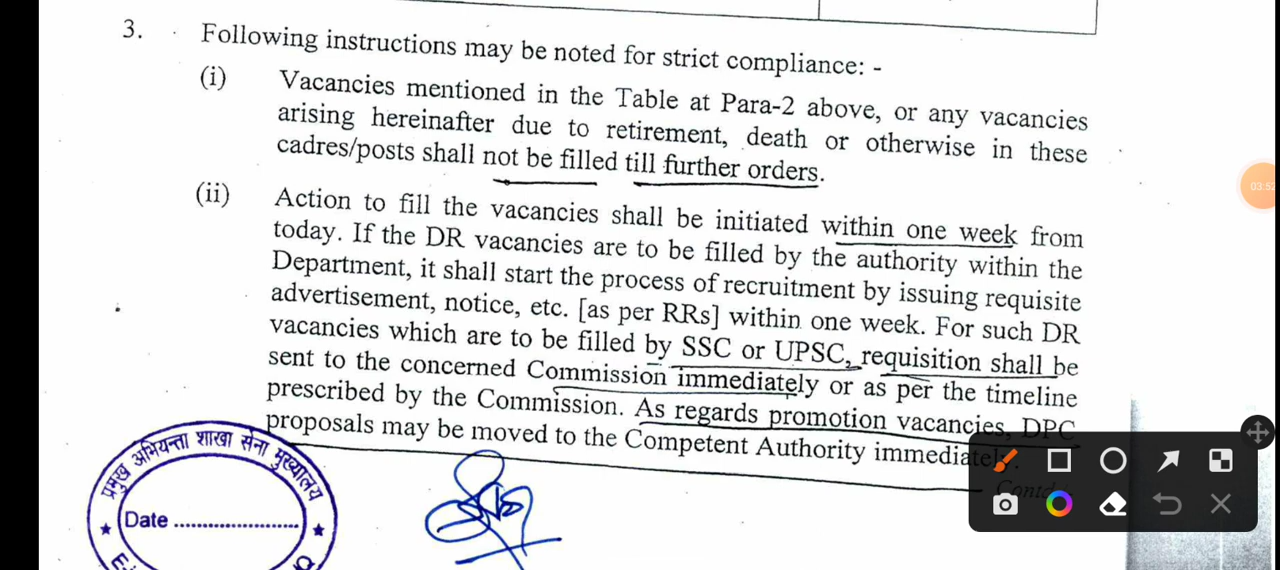 3. Following instructions may be noted for strict compliance: -
(i) Vacancies mentioned in the Table at Para-2 above, or any vacancies
arising hereinafter due to retirement, death or otherwise in these
cadres/posts shall not be filled till further orders.
(ii) Action to fill the vacancies shall be initiated within one week from
today. If the DR vacancies are to be filled by the authority within the
Department, it shall start the process of recruitment by issuing requisite
advertisement, notice, etc. [as per RRs] within one week. For such DR
vacancies which are to be filled by SSC or UPSC, requisition shall be
sent to the concerned Commission immediately or as per the timeline
prescribed by the Commission. As regards promotion vacancies, DPC
proposals may be moved to the Competent Authority immediately.
Contd
प्रमुख अभियन्ता शाखा सेना मुख्यालय
Date ........................
03:52